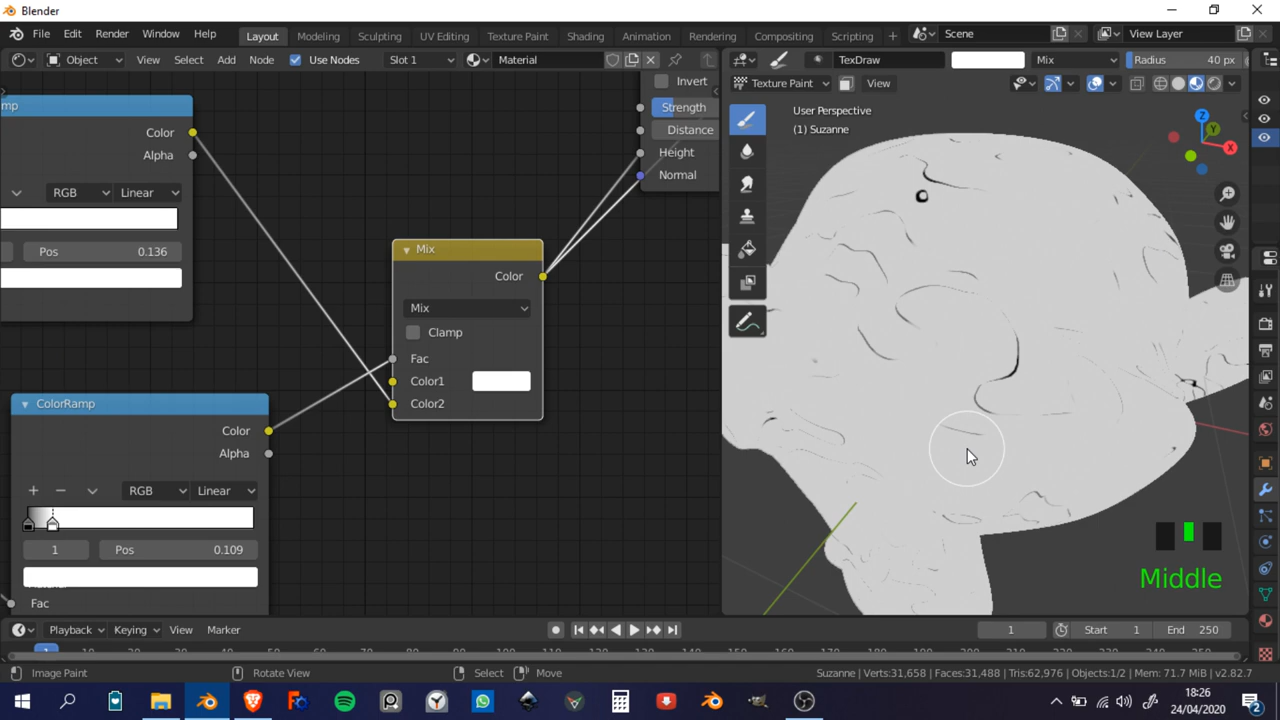 Blender
File Edit Render Window Help Layout Modeling Sculpting UV Editing Texture Paint Shading Animation Rendering Compositing Scripting + Scene View Layer
Object View Select Add Node Use Nodes Slot 1 Material TexDraw Mix Radius 40 px
Texture Paint View
mp
Color
Alpha
RGB Linear
Pos 0.136
Mix
Color
Mix
Clamp
Fac
Color1
Color2
ColorRamp
Color
Alpha
RGB Linear
1 Pos 0.109
Fac
Invert
Strength
Distance
Height
Normal
User Perspective
(1) Suzanne
Z
Y
X
Middle
Playback Keying View Marker 1 Start 1 End 250
1 10
Image Paint Rotate View Select Move Suzanne | Verts:31,658 | Faces:31,488 | Tris:62,976 | Objects:1/2 | Mem: 71.7 MiB | v2.82.7
18:26
24/04/2020
2